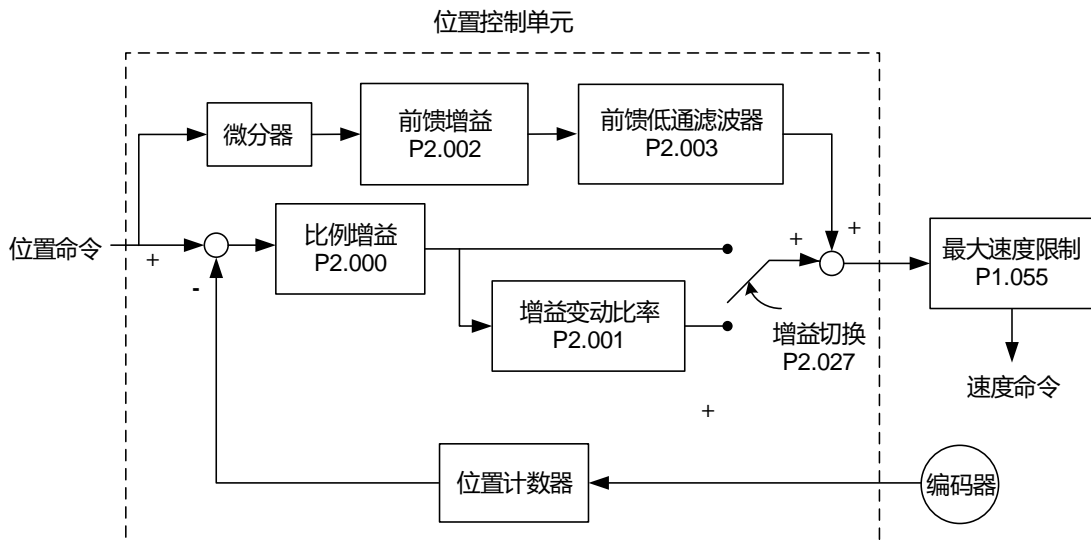 位置控制单元
微分器
前馈增益
P2.002
前馈低通滤波器
P2.003
位置命令
+
-
比例增益
P2.000
增益变动比率
P2.001
+
+
增益切换
P2.027
+
最大速度限制
P1.055
速度命令
位置计数器
编码器